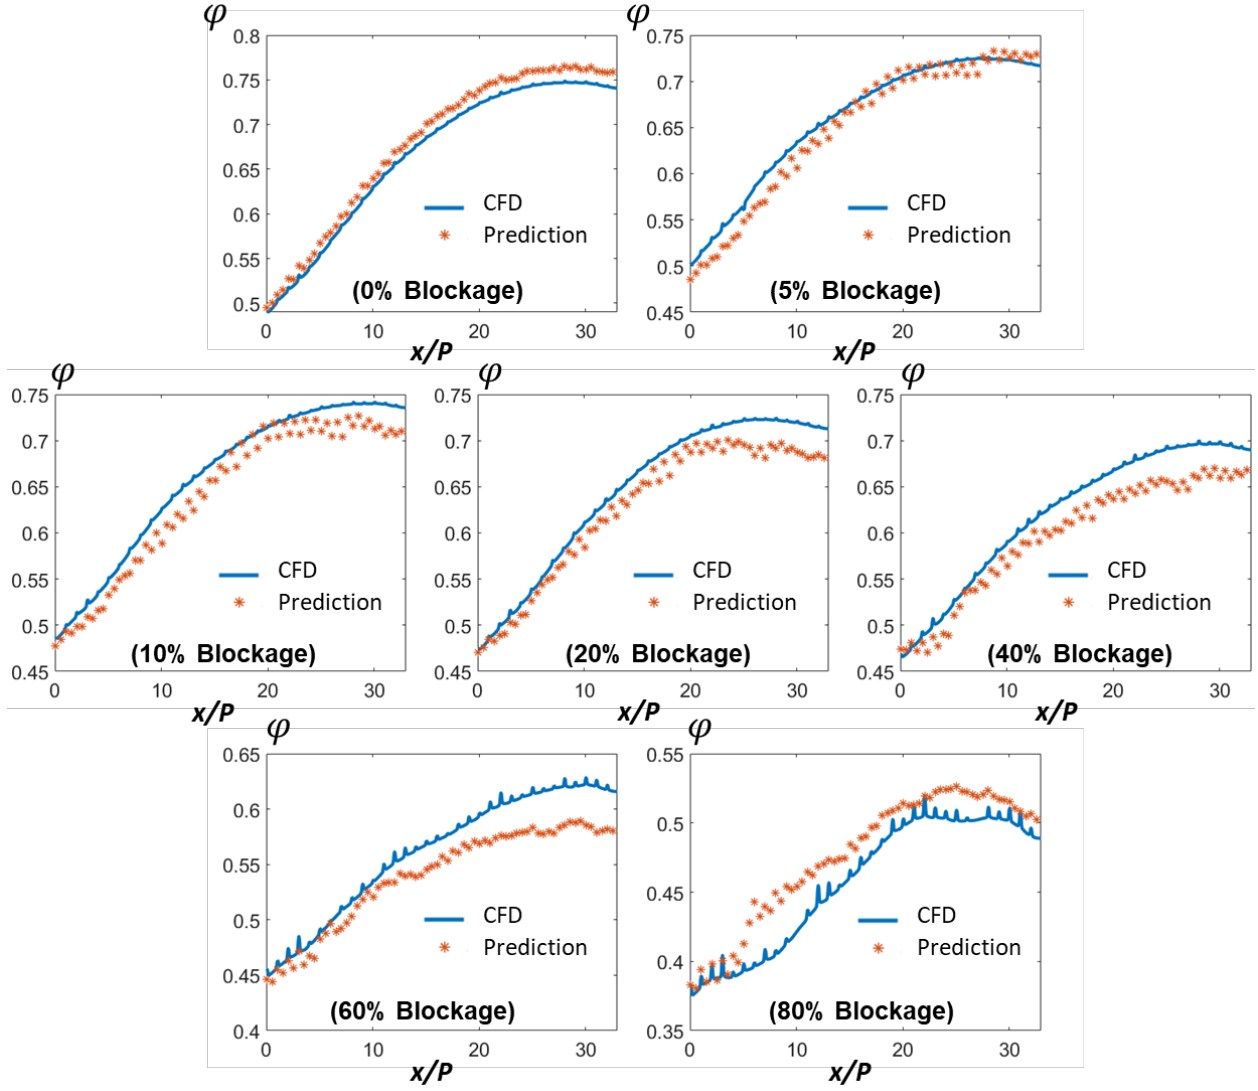 φ φ
0.8
0.75
0.7
0.65
0.6
0.55
0.5
CFD
Prediction
(0% Blockage)
0 10 20 30
x/P
0.75
0.7
0.65
0.6
0.55
0.5
0.45
CFD
Prediction
(5% Blockage)
0 10 20 30
x/P
φ φ φ
0.75
0.7
0.65
0.6
0.55
0.5
0.45
CFD
Prediction
(10% Blockage)
0 10 20 30
x/P
0.75
0.7
0.65
0.6
0.55
0.5
0.45
CFD
Prediction
(20% Blockage)
0 10 20 30
x/P
0.75
0.7
0.65
0.6
0.55
0.5
0.45
CFD
Prediction
(40% Blockage)
0 10 20 30
x/P
φ φ
0.65
0.6
0.55
0.5
0.45
0.4
CFD
Prediction
(60% Blockage)
0 10 20 30
x/P
0.55
0.5
0.45
0.4
0.35
CFD
Prediction
(80% Blockage)
0 10 20 30
x/P